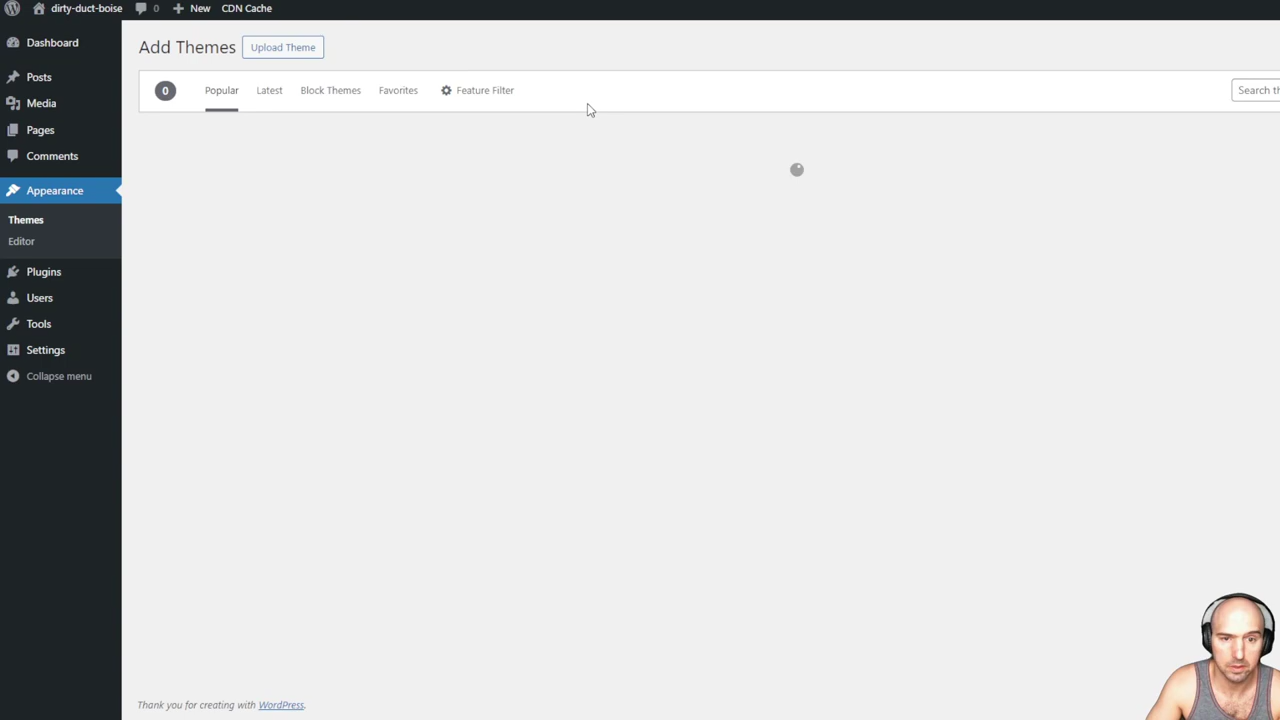 dirty-duct-boise 0 New CDN Cache
Dashboard
Posts
Media
Pages
Comments
Appearance
Themes
Editor
Plugins
Users
Tools
Settings
Collapse menu
Add Themes Upload Theme
0 Popular Latest Block Themes Favorites Feature Filter Search th
Thank you for creating with WordPress.